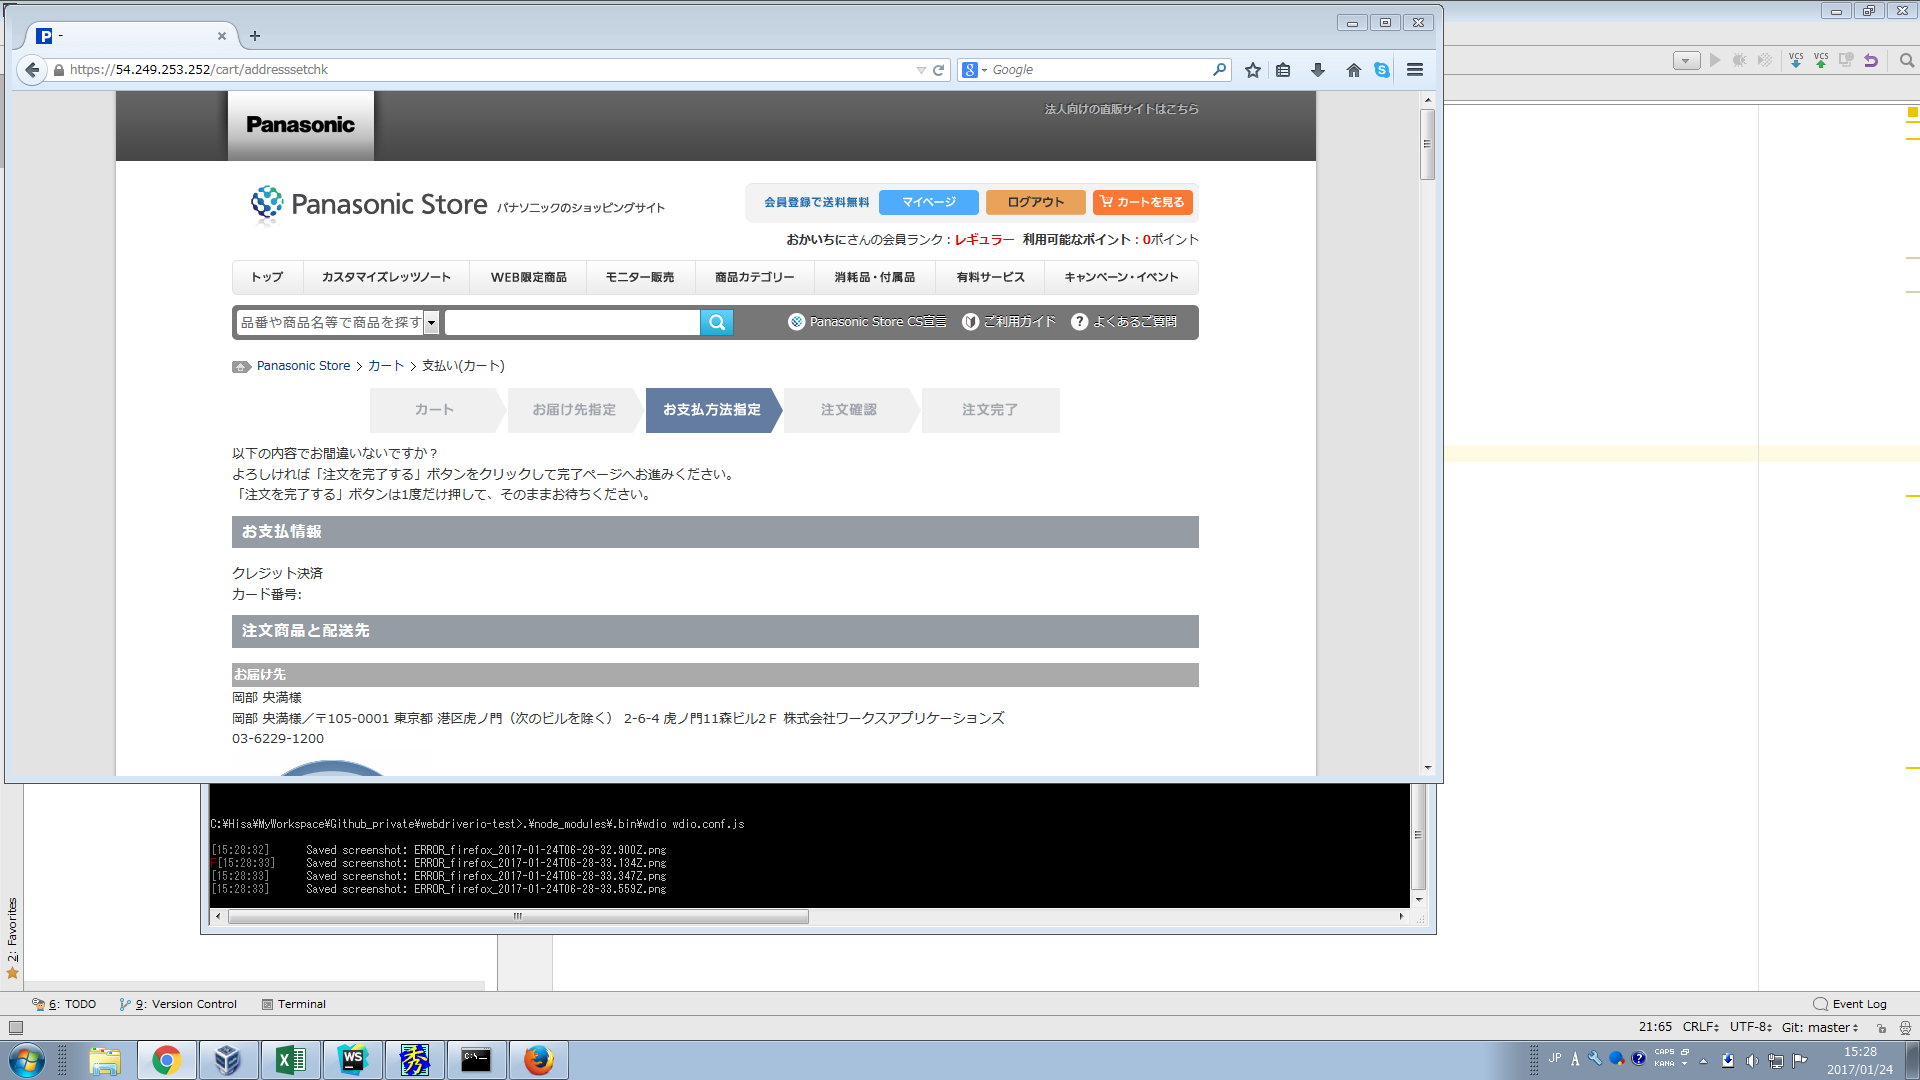 -
https://54.249.253.252/cart/addresssetchk
Google
Panasonic
法人向けの直販サイトはこちら
Panasonic Store パナソニックのショッピングサイト
会員登録で送料無料 マイページ ログアウト カートを見る
おかいちにさんの会員ランク：レギュラー 利用可能なポイント：0ポイント
トップ カスタマイズレッツノート WEB限定商品 モニター販売 商品カテゴリー 消耗品・付属品 有料サービス キャンペーン・イベント
品番や商品名等で商品を探す Panasonic Store CS宣言 ご利用ガイド よくあるご質問
Panasonic Store > カート > 支払い(カート)
カート お届け先指定 お支払方法指定 注文確認 注文完了
以下の内容でお間違いないですか？
よろしければ「注文を完了する」ボタンをクリックして完了ページへお進みください。
「注文を完了する」ボタンは1度だけ押して、そのままお待ちください。
お支払情報
クレジット決済
カード番号:
注文商品と配送先
お届け先
岡部 央満様
岡部 央満様／〒105-0001 東京都 港区虎ノ門（次のビルを除く） 2-6-4 虎ノ門11森ビル2Ｆ 株式会社ワークスアプリケーションズ
03-6229-1200
C:¥Hisa¥MyWorkspace¥Github_private¥webdriverio-test>.¥node_modules¥.bin¥wdio wdio.conf.js
[15:28:32] Saved screenshot: ERROR_firefox_2017-01-24T06-28-32.900Z.png
F[15:28:33] Saved screenshot: ERROR_firefox_2017-01-24T06-28-33.134Z.png
[15:28:33] Saved screenshot: ERROR_firefox_2017-01-24T06-28-33.347Z.png
[15:28:33] Saved screenshot: ERROR_firefox_2017-01-24T06-28-33.559Z.png
VCS VCS
2: Favorites
6: TODO 9: Version Control Terminal Event Log
21:65 CRLF UTF-8 Git: master
WS 秀 C:\. JP A CAPS KANA
15:28
2017/01/24